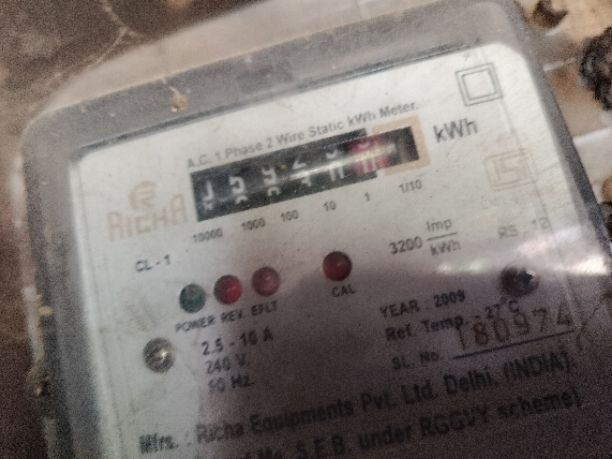 A.C. 1 Phase 2 Wire Static kWh Meter.
kWh
RICHA
10000 1000 100 10 1 1/10
CL - 1
3200 Imp
kWh
POWER REV. EFLT
CAL
2.5 - 10 A
240 V.
50 Hz.
YEAR 2009
Ref. Temp. - 27°C
SL. No. 180974
Mfrs. : Richa Equipments Pvt. Ltd. Delhi. (INDIA).
S.E.B. under RGGVY scheme)